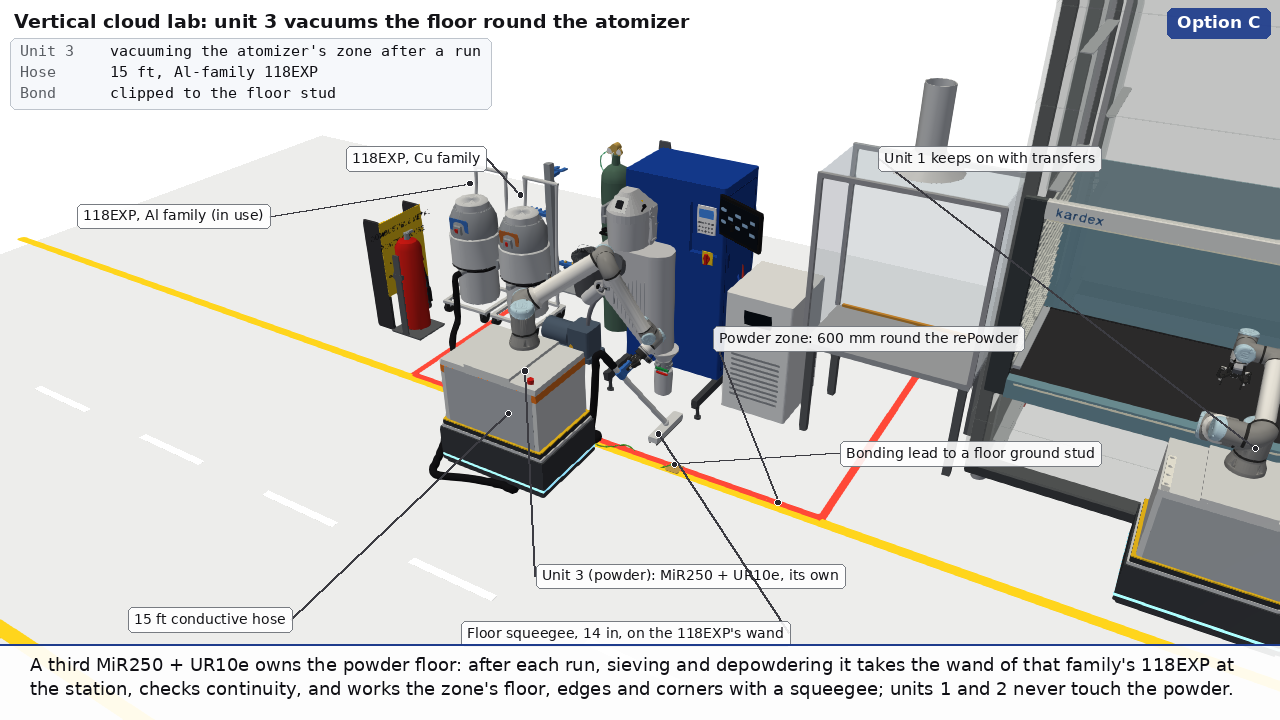 Vertical cloud lab: unit 3 vacuums the floor round the atomizer
Option C
Unit 3 vacuuming the atomizer's zone after a run
Hose 15 ft, Al-family 118EXP
Bond clipped to the floor stud
118EXP, Cu family
Unit 1 keeps on with transfers
118EXP, Al family (in use)
kardex
Powder zone: 600 mm round the rePowder
Bonding lead to a floor ground stud
Unit 3 (powder): MiR250 + UR10e, its own
15 ft conductive hose
Floor squeegee, 14 in, on the 118EXP's wand
A third MiR250 + UR10e owns the powder floor: after each run, sieving and depowdering it takes the wand of that family's 118EXP at
the station, checks continuity, and works the zone's floor, edges and corners with a squeegee; units 1 and 2 never touch the powder.